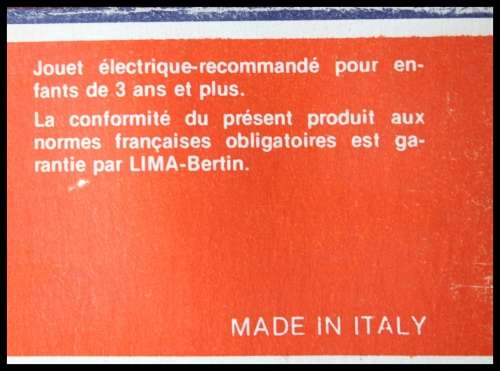 Jouet électrique-recommandé pour en-
fants de 3 ans et plus.
La conformité du présent produit aux
normes françaises obligatoires est ga-
rantie par LIMA-Bertin.
MADE IN ITALY